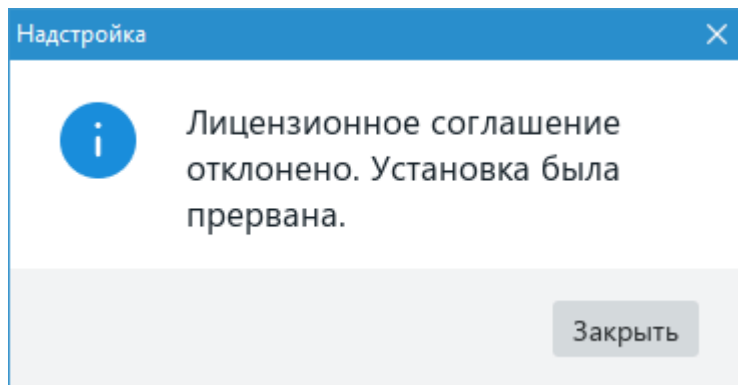 Надстройка
Лицензионное соглашение
отклонено. Установка была
прервана.
Закрыть